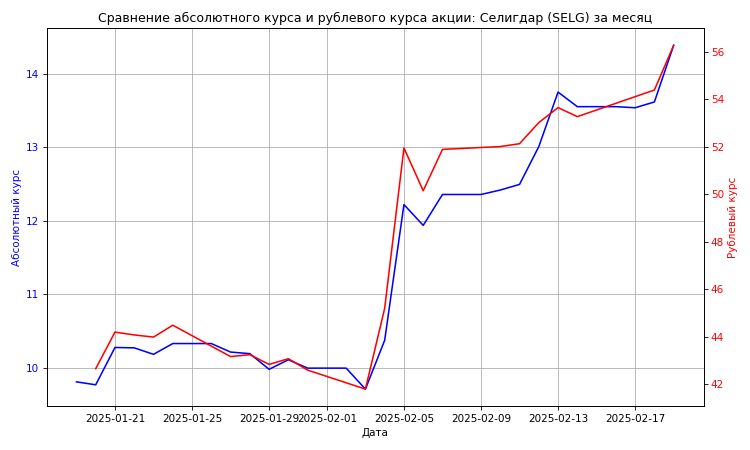 Сравнение абсолютного курса и рублевого курса акции: Селигдар (SELG) за месяц
Абсолютный курс
14
13
12
11
10
56
54
52
50
48
46
44
42
Рублевый курс
2025-01-21 2025-01-25 2025-01-29 2025-02-01 2025-02-05 2025-02-09 2025-02-13 2025-02-17
Дата